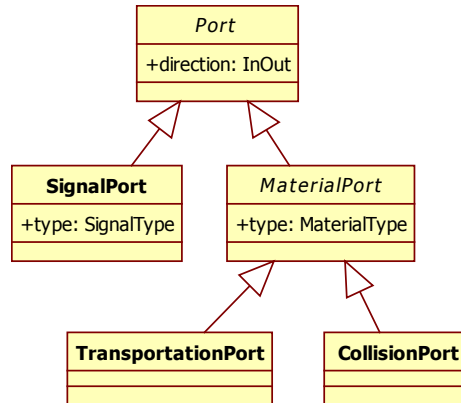 Port
+direction: InOut
SignalPort
+type: SignalType
MaterialPort
+type: MaterialType
TransportationPort
CollisionPort